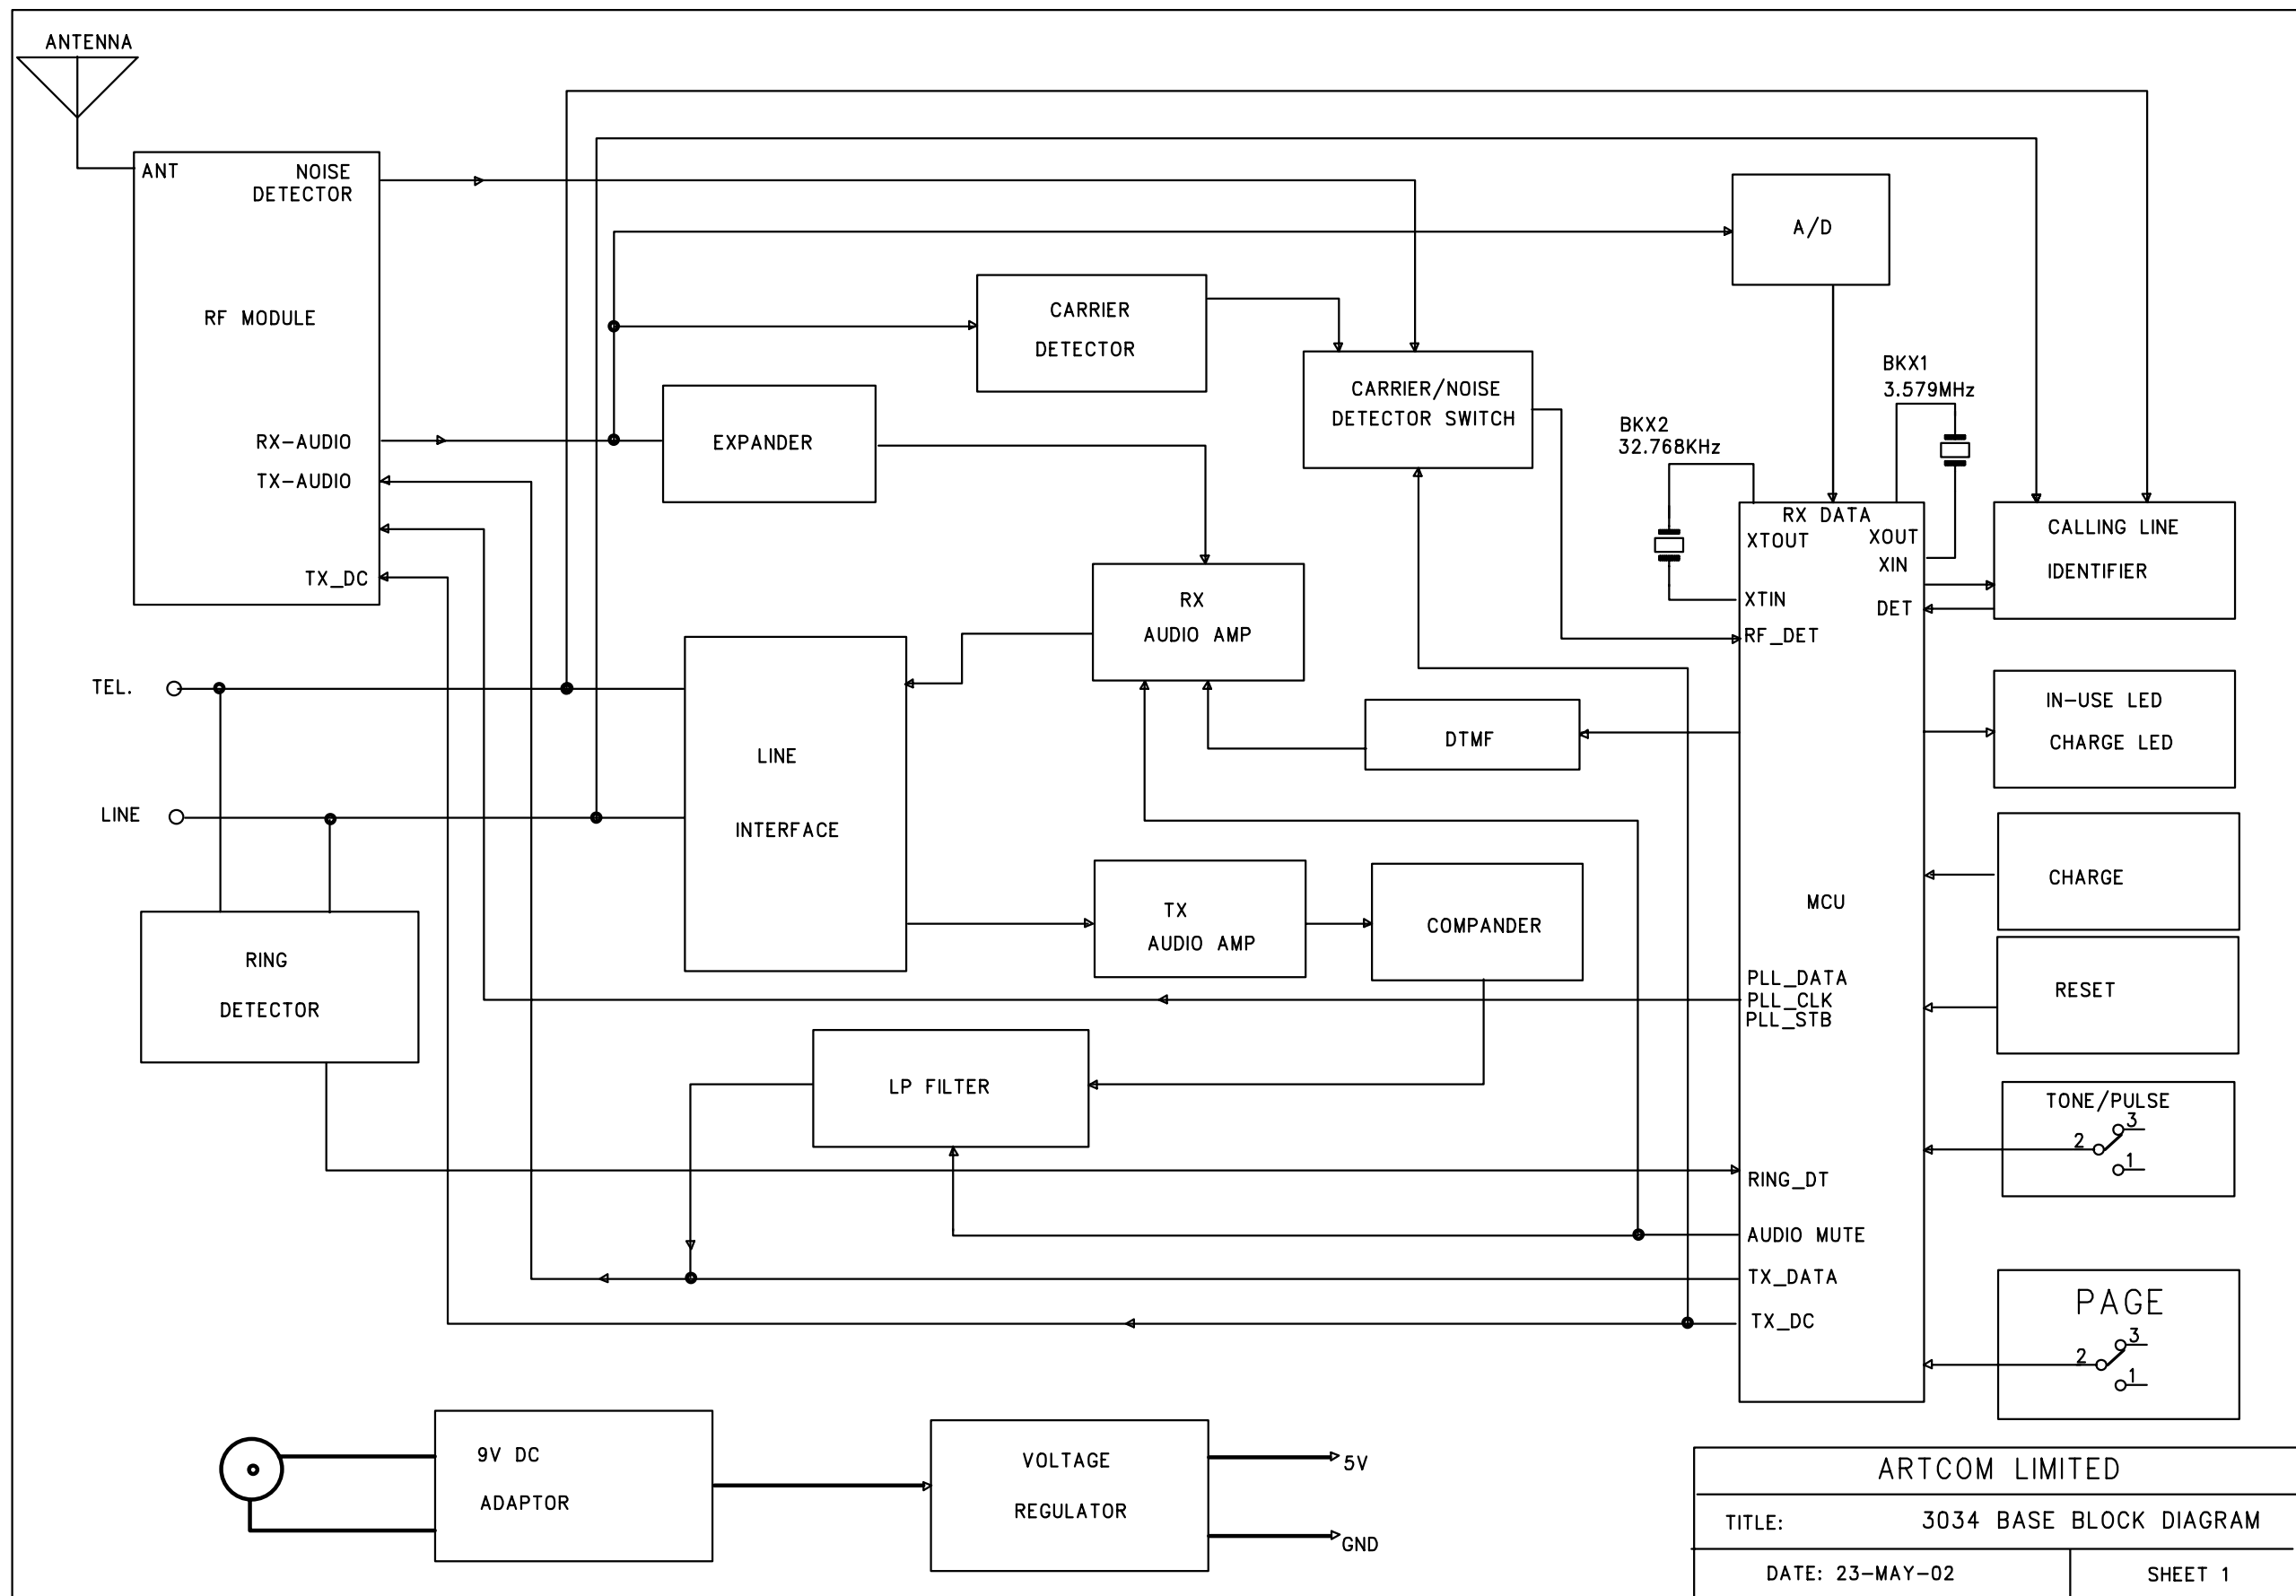 ANTENNA
ANT
NOISE
DETECTOR
RF MODULE
RX-AUDIO
TX-AUDIO
TX_DC
A/D
CARRIER
DETECTOR
CARRIER/NOISE
DETECTOR SWITCH
EXPANDER
BKX1
3.579MHz
BKX2
32.768KHz
RX DATA
XTOUT
XOUT
XIN
XTIN
DET
RF_DET
CALLING LINE
IDENTIFIER
RX
AUDIO AMP
TEL.
LINE
LINE
INTERFACE
DTMF
IN-USE LED
CHARGE LED
CHARGE
MCU
TX
AUDIO AMP
COMPANDER
RING
DETECTOR
PLL_DATA
PLL_CLK
PLL_STB
RESET
LP FILTER
TONE/PULSE
3
2
1
RING_DT
AUDIO MUTE
TX_DATA
TX_DC
PAGE
3
2
1
9V DC
ADAPTOR
VOLTAGE
REGULATOR
5V
GND
ARTCOM LIMITED
TITLE: 3034 BASE BLOCK DIAGRAM
DATE: 23-MAY-02 SHEET 1